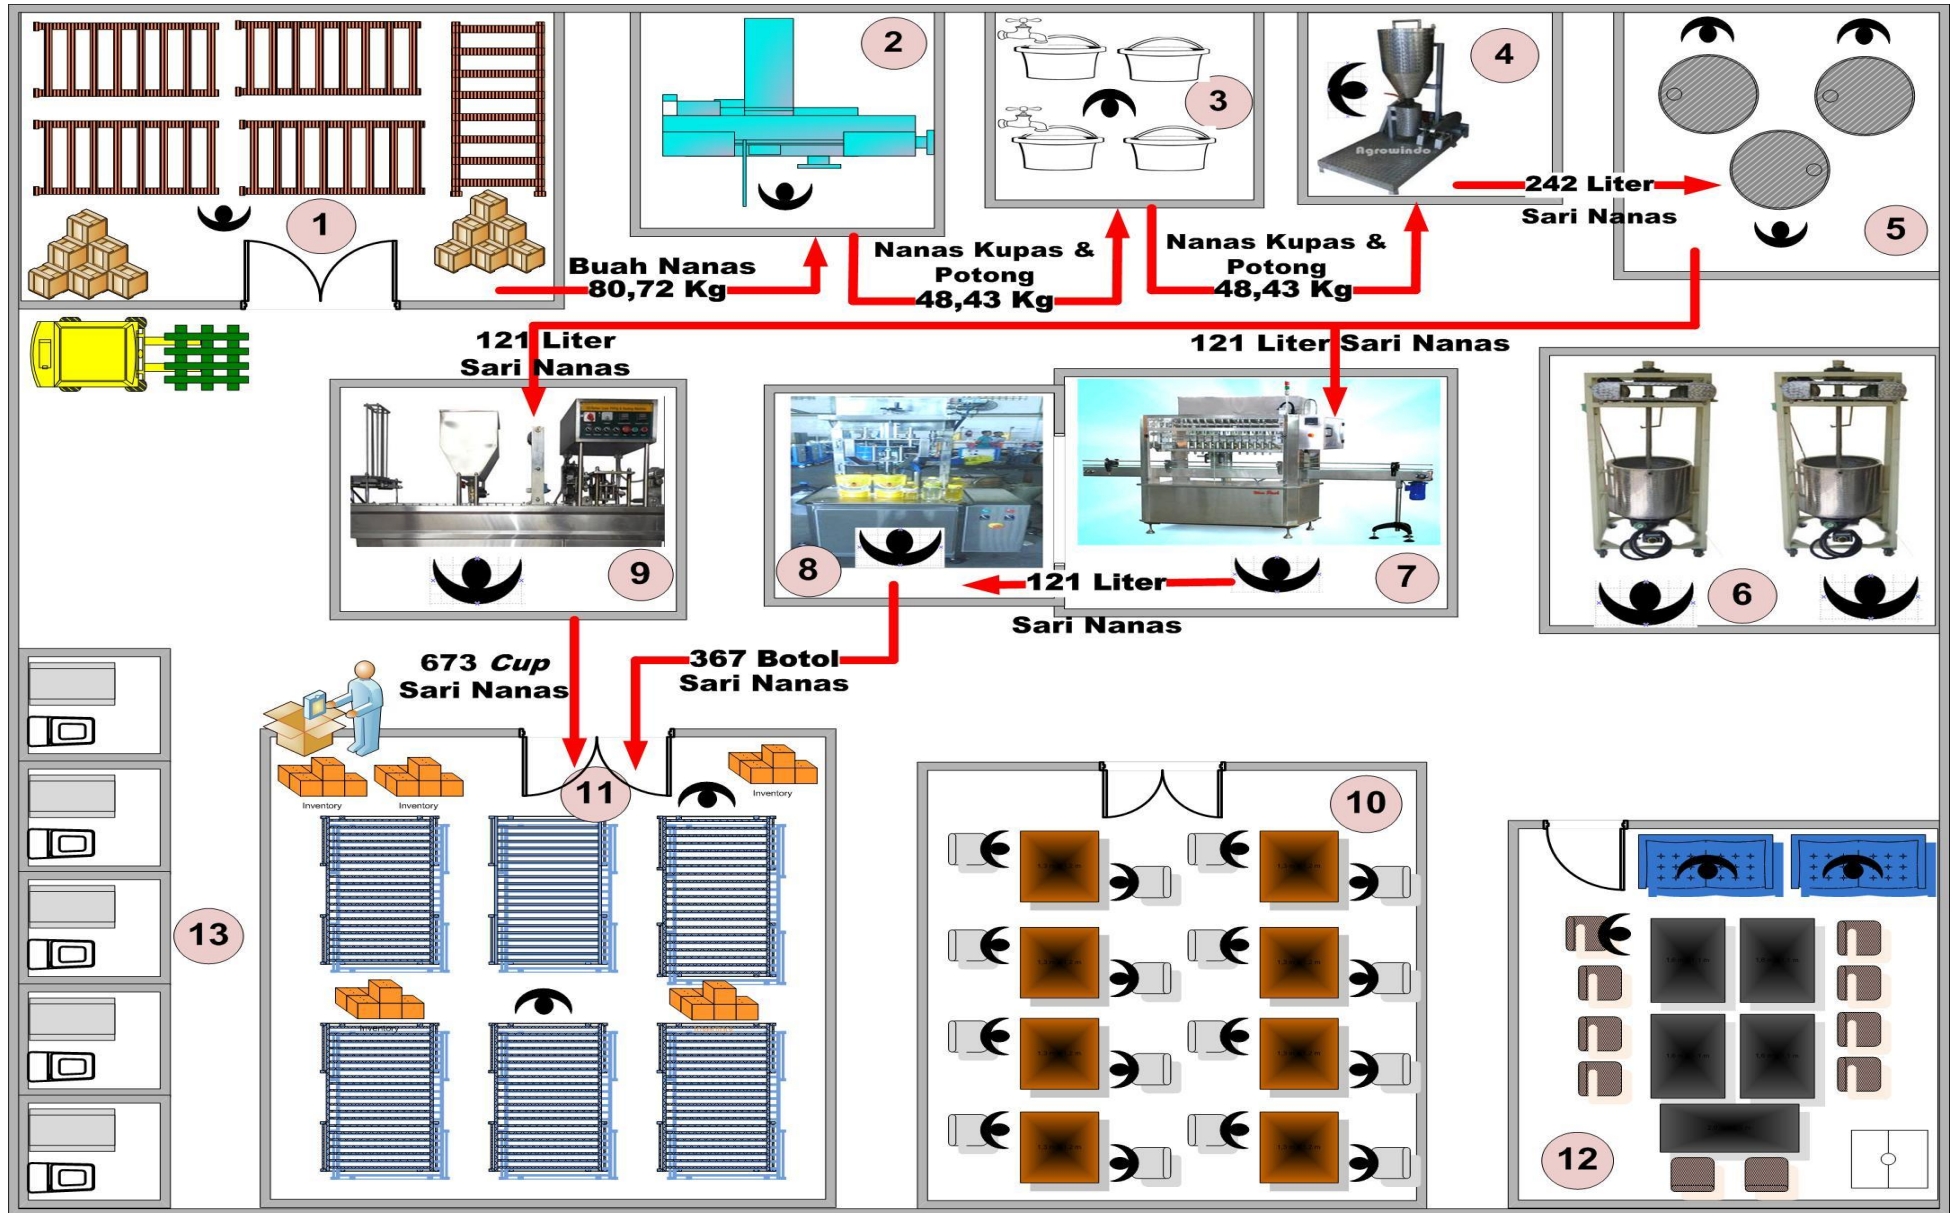 1
2
3
4
Agrowindo
5
Buah Nanas
80,72 Kg
Nanas Kupas &
Potong
48,43 Kg
Nanas Kupas &
Potong
48,43 Kg
242 Liter
Sari Nanas
121 Liter
Sari Nanas
121 Liter Sari Nanas
9
8
7
6
121 Liter
Sari Nanas
673 Cup
Sari Nanas
367 Botol
Sari Nanas
11
Inventory
Inventory
Inventory
Inventory
10
12
13